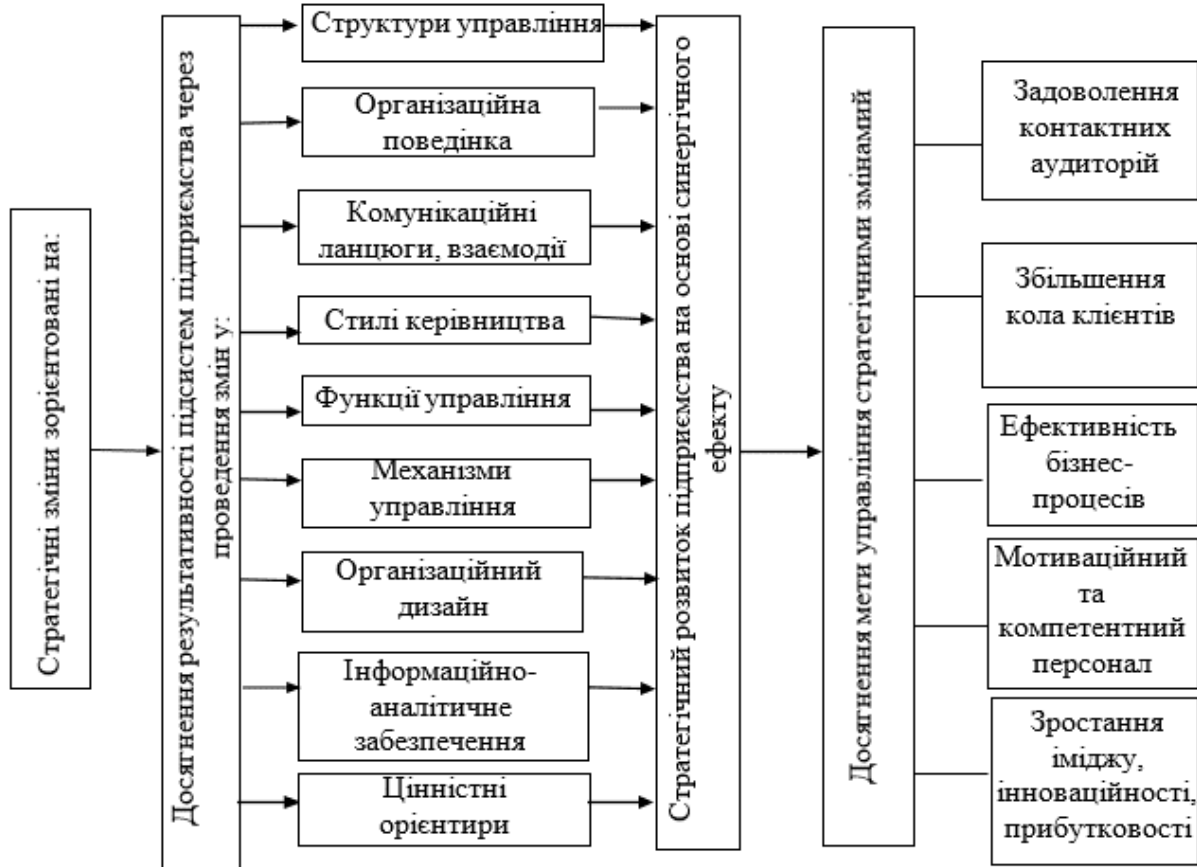 Стратегічні зміни зорієнтовані на:
Досягнення результативності підсистем підприємства через
проведення змін у:
Структури управління
Організаційна
поведінка
Комунікаційні
ланцюги, взаємодії
Стилі керівництва
Функції управління
Механізми
управління
Організаційний
дизайн
Інформаційно-
аналітичне
забезпечення
Цінністні
орієнтири
Стратегічний розвиток підприємства на основі синергічного
ефекту
Досягнення мети управління стратегічними змінамий
Задоволення
контактних
аудиторій
Збільшення
кола клієнтів
Ефективність
бізнес-
процесів
Мотиваційний
та
компетентний
персонал
Зростання
іміджу,
інноваційності,
прибутковості